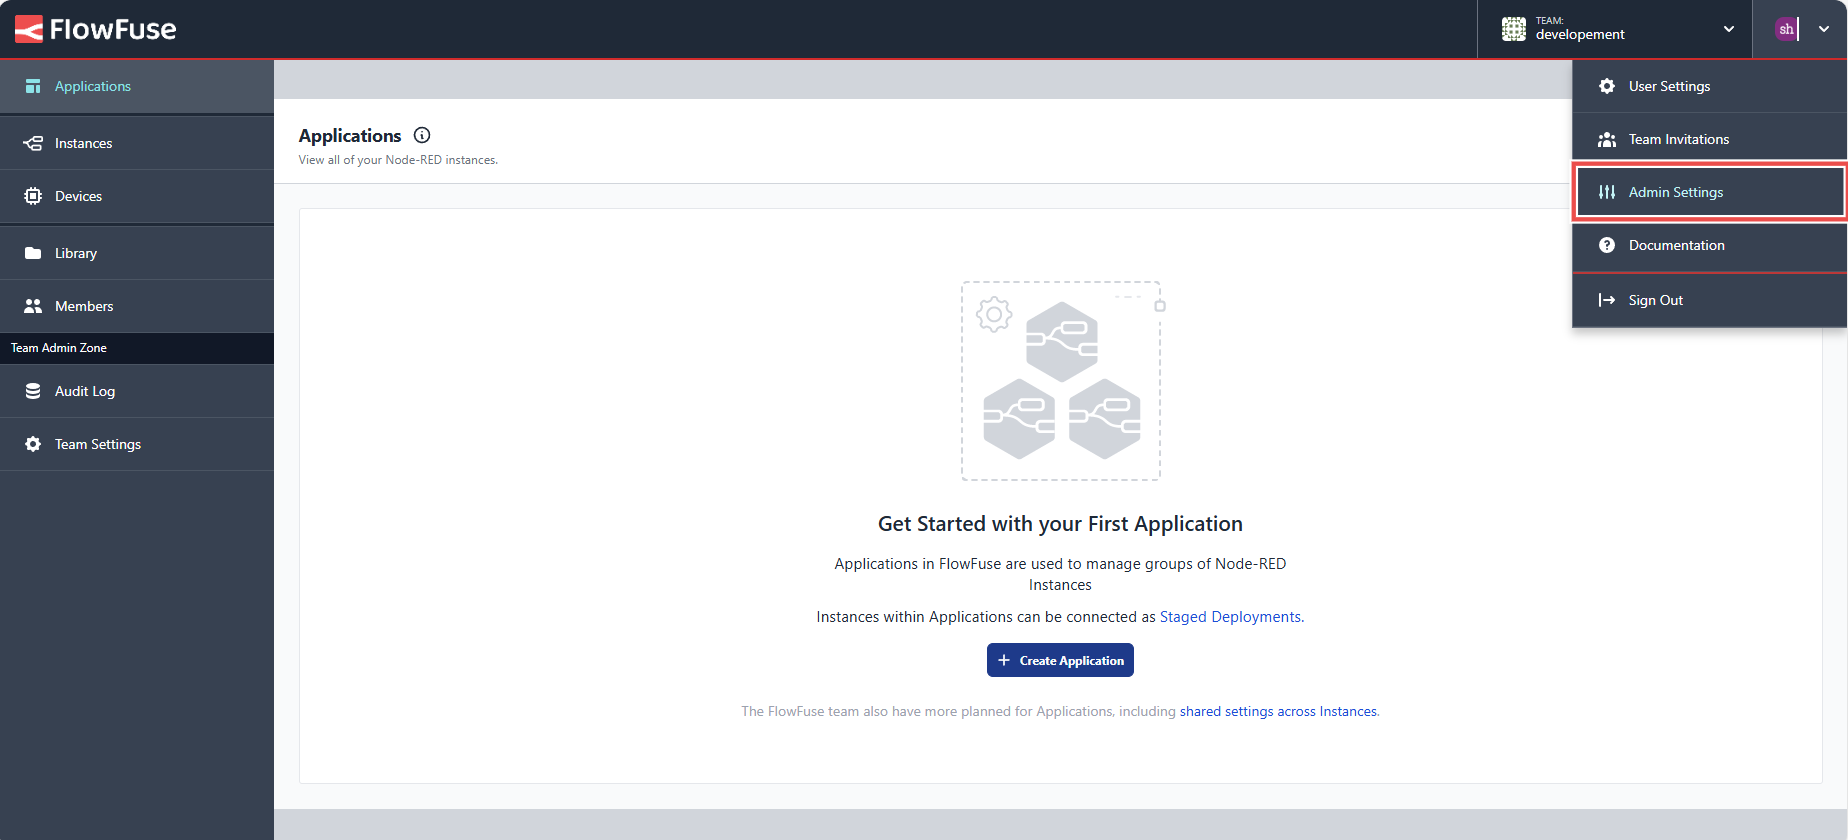 FlowFuse
TEAM:
developement
sh
Applications
Instances
Devices
Library
Members
Team Admin Zone
Audit Log
Team Settings
Applications
View all of your Node-RED instances.
User Settings
Team Invitations
Admin Settings
Documentation
Sign Out
Get Started with your First Application
Applications in FlowFuse are used to manage groups of Node-RED
Instances
Instances within Applications can be connected as Staged Deployments.
+ Create Application
The FlowFuse team also have more planned for Applications, including shared settings across Instances.